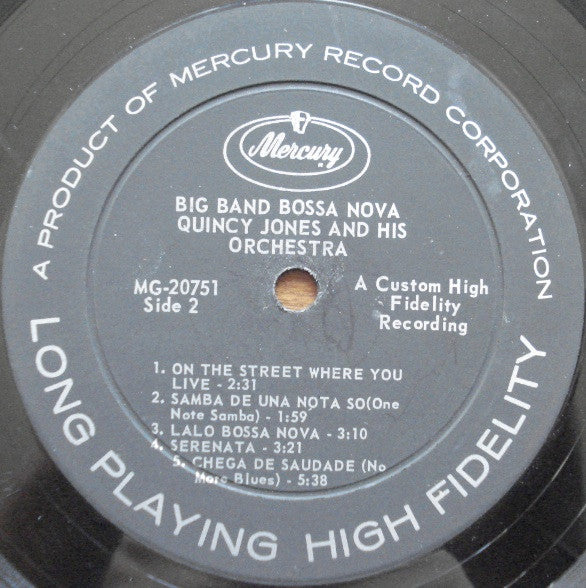 A PRODUCT OF MERCURY RECORD CORPORATION
Mercury
BIG BAND BOSSA NOVA
QUINCY JONES AND HIS
ORCHESTRA
MG-20751
Side 2
A Custom High
Fidelity
Recording
1. ON THE STREET WHERE YOU
LIVE - 2:31
2. SAMBA DE UNA NOTA SO(One
Note Samba) - 1:59
3. LALO BOSSA NOVA - 3:10
4. SERENATA - 3:21
5. CHEGA DE SAUDADE (No
More Blues) - 5:38
LONG PLAYING HIGH FIDELITY